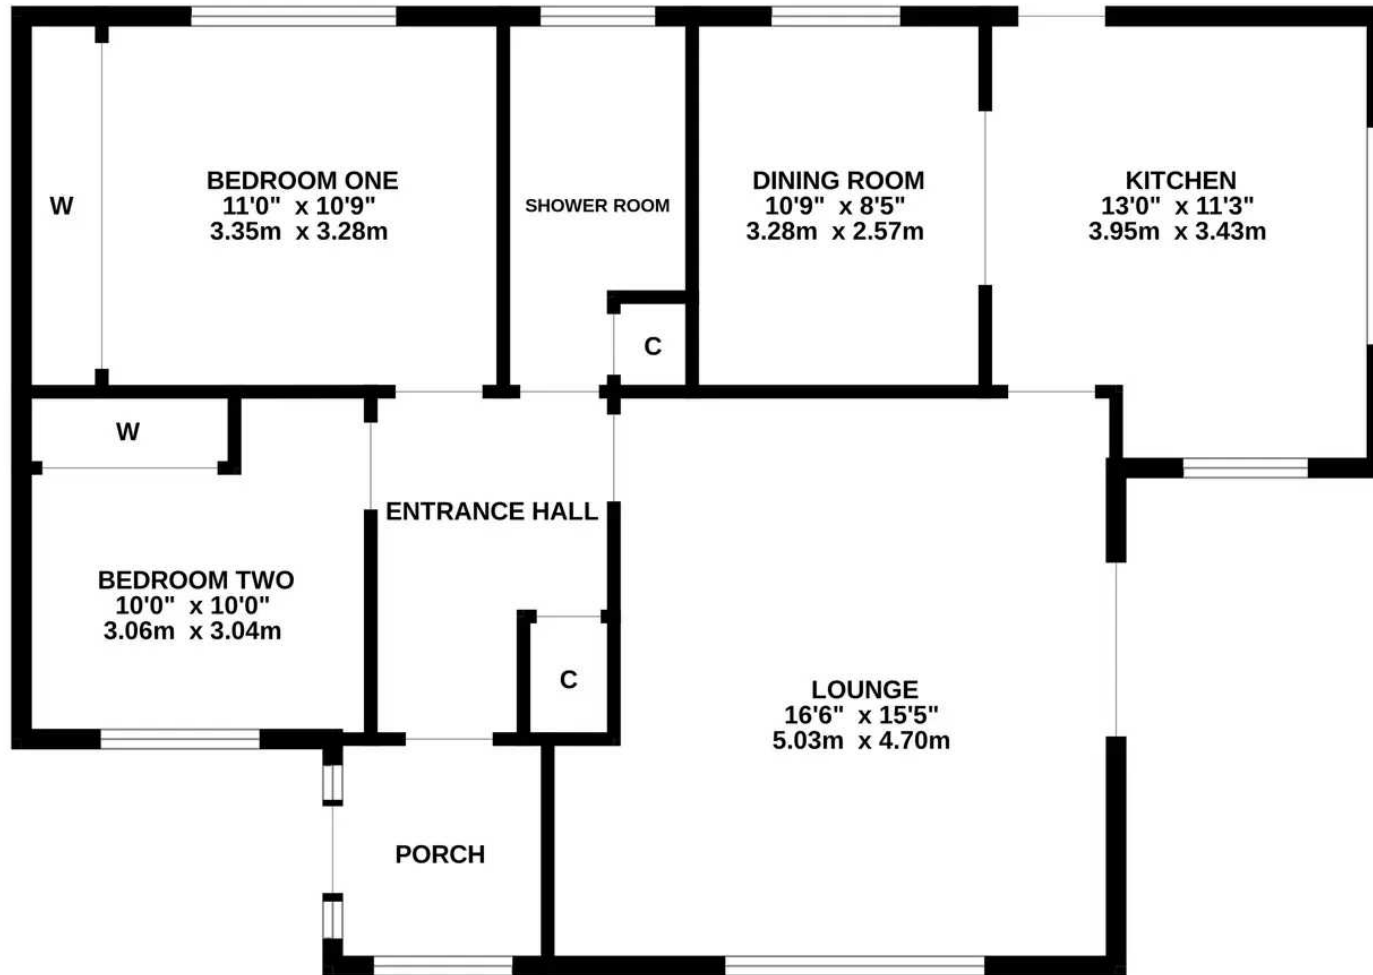 W
BEDROOM ONE
11'0" x 10'9"
3.35m x 3.28m
SHOWER ROOM
DINING ROOM
10'9" x 8'5"
3.28m x 2.57m
KITCHEN
13'0" x 11'3"
3.95m x 3.43m
C
W
ENTRANCE HALL
BEDROOM TWO
10'0" x 10'0"
3.06m x 3.04m
C
LOUNGE
16'6" x 15'5"
5.03m x 4.70m
PORCH